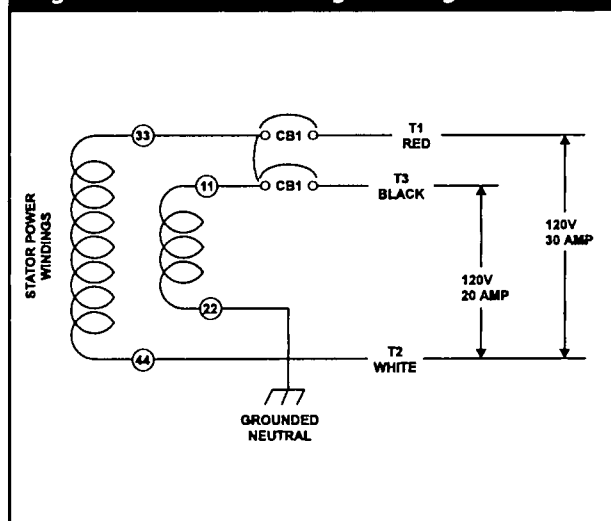 33
CB1
T1
RED
11
CB1
T3
BLACK
STATOR POWER
WINDINGS
120V
30 AMP
120V
20 AMP
22
44
T2
WHITE
GROUNDED
NEUTRAL